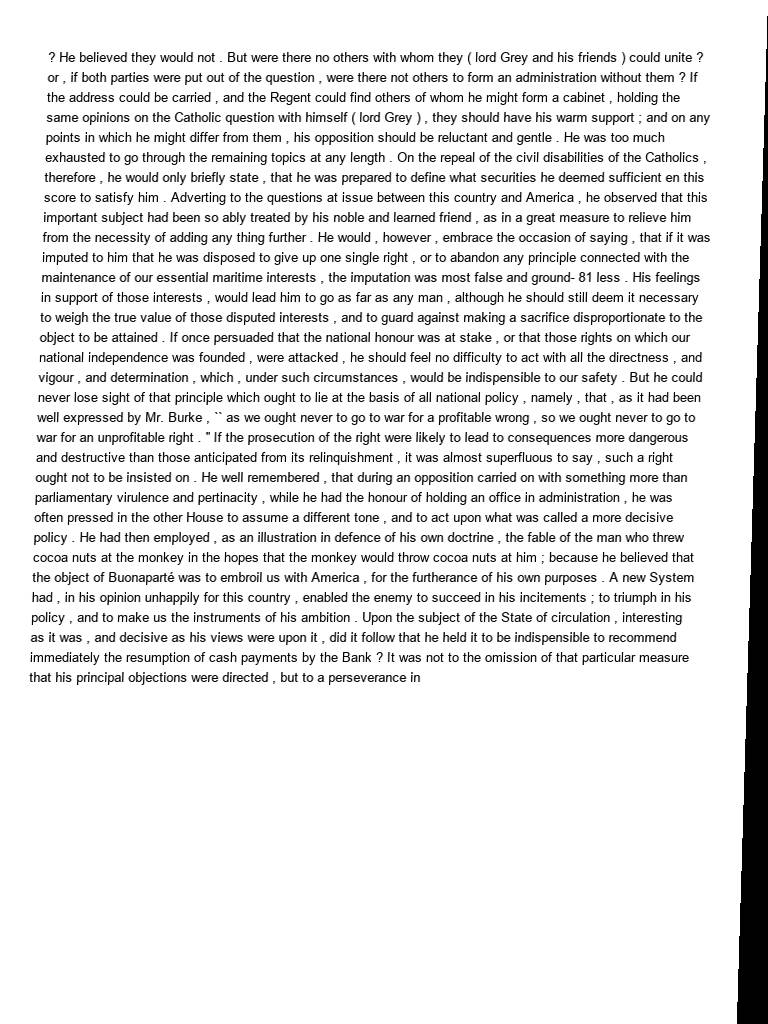 ? He believed they would not . But were there no others with whom they ( lord Grey and his friends ) could unite ?
or , if both parties were put out of the question , were there not others to form an administration without them ? If
the address could be carried , and the Regent could find others of whom he might form a cabinet , holding the
same opinions on the Catholic question with himself ( lord Grey ) , they should have his warm support ; and on any
points in which he might differ from them , his opposition should be reluctant and gentle . He was too much
exhausted to go through the remaining topics at any length . On the repeal of the civil disabilities of the Catholics ,
therefore , he would only briefly state , that he was prepared to define what securities he deemed sufficient en this
score to satisfy him . Adverting to the questions at issue between this country and America , he observed that this
important subject had been so ably treated by his noble and learned friend , as in a great measure to relieve him
from the necessity of adding any thing further . He would , however , embrace the occasion of saying , that if it was
imputed to him that he was disposed to give up one single right , or to abandon any principle connected with the
maintenance of our essential maritime interests , the imputation was most false and ground- 81 less . His feelings
in support of those interests , would lead him to go as far as any man , although he should still deem it necessary
to weigh the true value of those disputed interests , and to guard against making a sacrifice disproportionate to the
object to be attained . If once persuaded that the national honour was at stake , or that those rights on which our
national independence was founded , were attacked , he should feel no difficulty to act with all the directness , and
vigour , and determination , which , under such circumstances , would be indispensible to our safety . But he could
never lose sight of that principle which ought to lie at the basis of all national policy , namely , that , as it had been
well expressed by Mr. Burke , `` as we ought never to go to war for a profitable wrong , so we ought never to go to
war for an unprofitable right . " If the prosecution of the right were likely to lead to consequences more dangerous
and destructive than those anticipated from its relinquishment , it was almost superfluous to say , such a right
ought not to be insisted on . He well remembered , that during an opposition carried on with something more than
parliamentary virulence and pertinacity , while he had the honour of holding an office in administration , he was
often pressed in the other House to assume a different tone , and to act upon what was called a more decisive
policy . He had then employed , as an illustration in defence of his own doctrine , the fable of the man who threw
cocoa nuts at the monkey in the hopes that the monkey would throw cocoa nuts at him ; because he believed that
the object of Buonaparté was to embroil us with America , for the furtherance of his own purposes . A new System
had , in his opinion unhappily for this country , enabled the enemy to succeed in his incitements ; to triumph in his
policy , and to make us the instruments of his ambition . Upon the subject of the State of circulation , interesting
as it was , and decisive as his views were upon it , did it follow that he held it to be indispensible to recommend
immediately the resumption of cash payments by the Bank ? It was not to the omission of that particular measure
that his principal objections were directed , but to a perseverance in